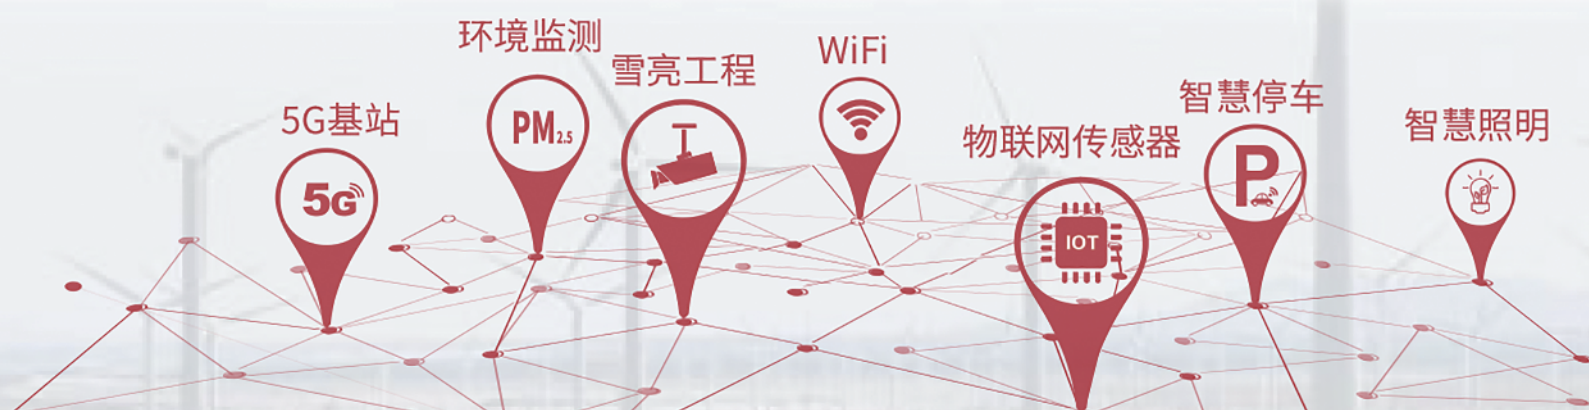 5G基站
5G
环境监测
PM2.5
雪亮工程
WiFi
物联网传感器
IOT
智慧停车
P
智慧照明